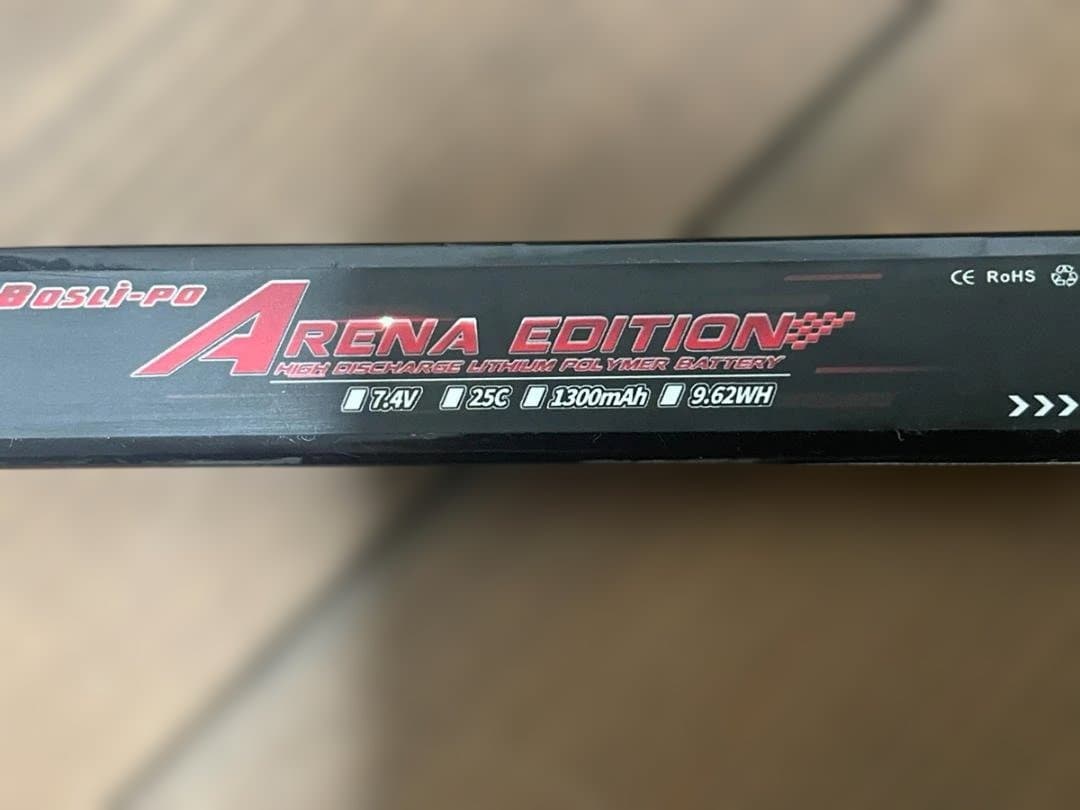 Bosli-po
ARENA EDITION
HIGH DISCHARGE LITHIUM POLYMER BATTERY
7.4V 25C 1300mAh 9.62WH
CE RoHS